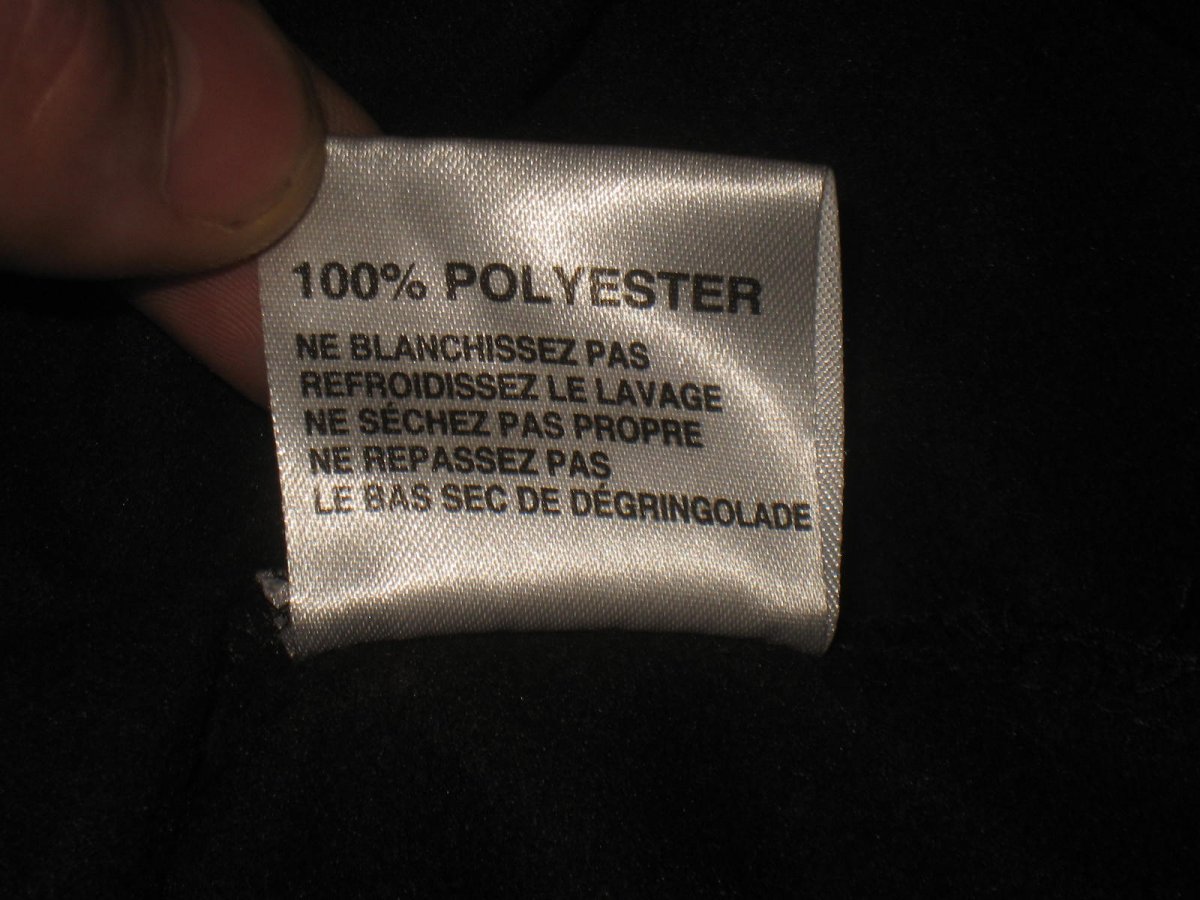 100% POLYESTER
NE BLANCHISSEZ PAS
REFROIDISSEZ LE LAVAGE
NE SÉCHEZ PAS PROPRE
NE REPASSEZ PAS
LE BAS SEC DE DÉGRINGOLADE